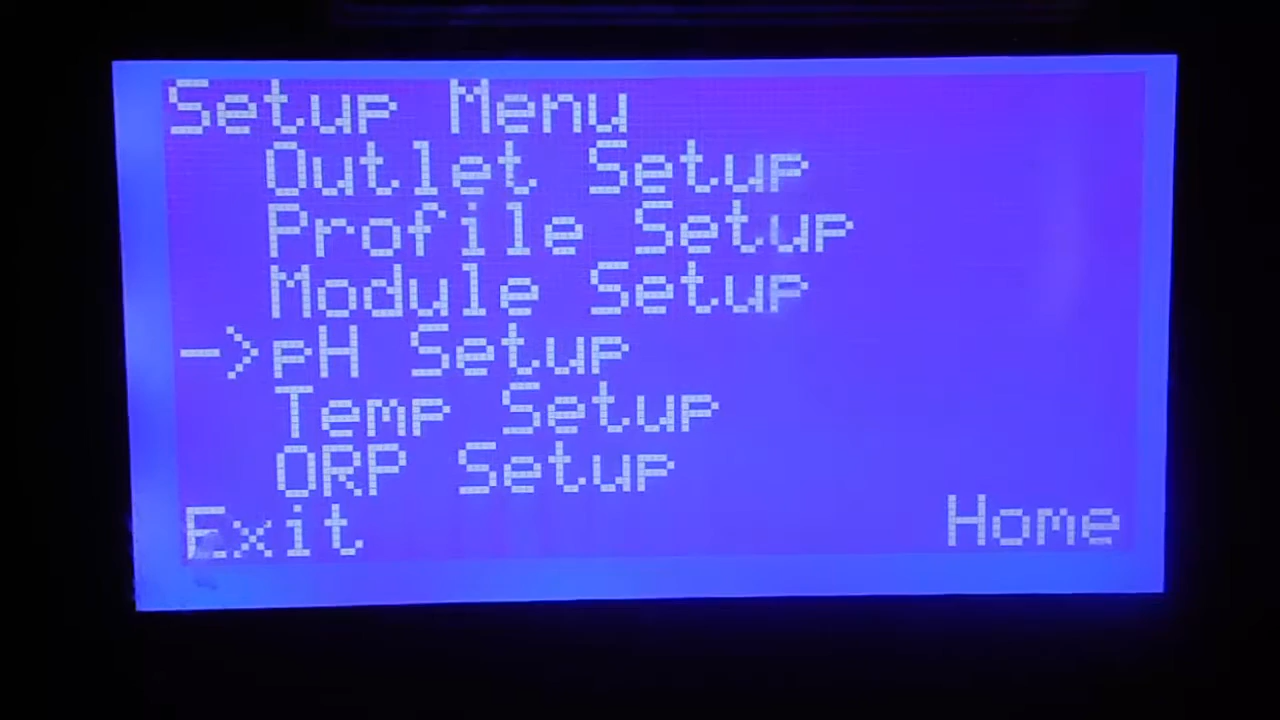 Setup Menu
Outlet Setup
Profile Setup
Module Setup
->pH Setup
Temp Setup
ORP Setup
Exit Home